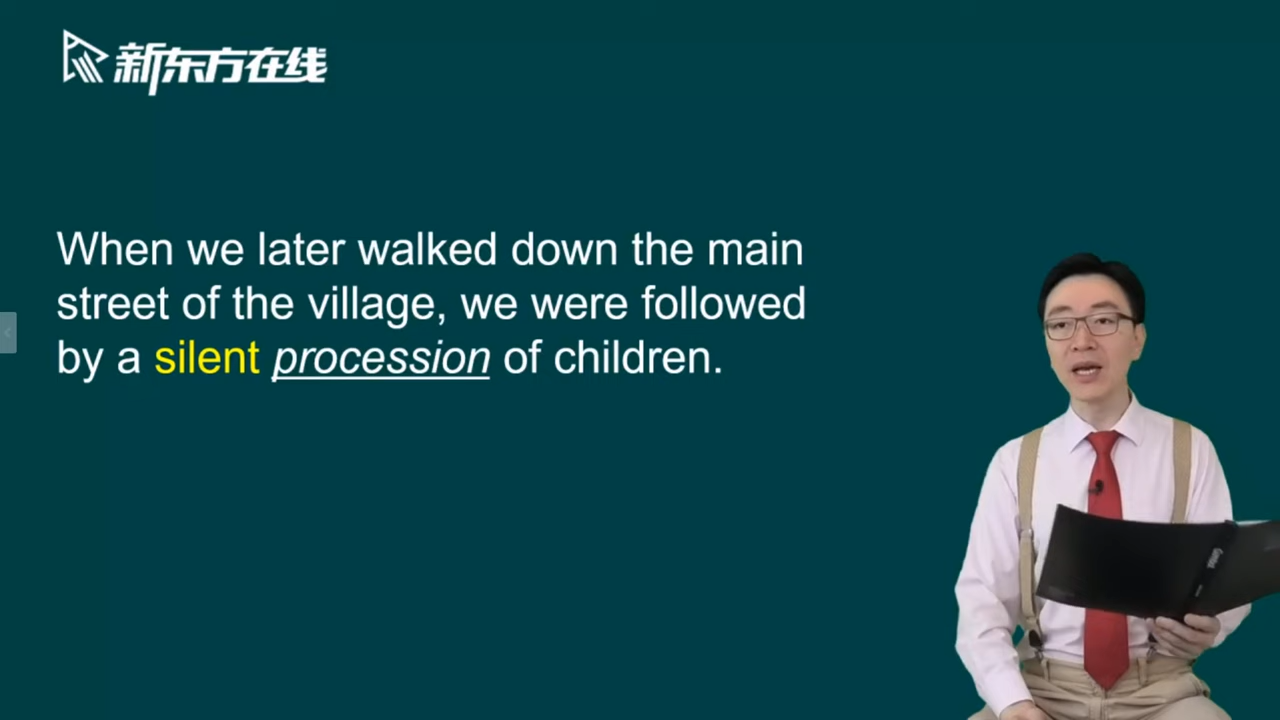 新东方在线
When we later walked down the main
street of the village, we were followed
by a silent procession of children.